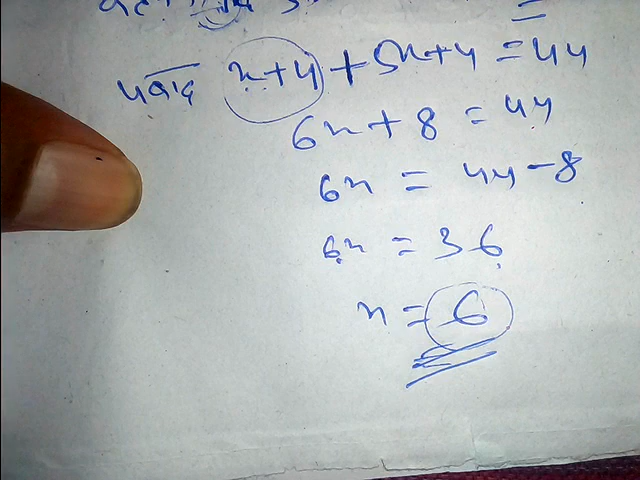 x+4 + 5x+4 = 44
6x + 8 = 44
6x = 44 - 8
6x = 36
x = 6